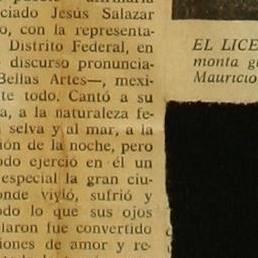 ciado Jesús Salazar
o, con la representa-
Distrito Federal, en
discurso pronuncia-
Bellas Artes—, mexi-
te todo. Cantó a su
a, a la naturaleza fe-
selva y al mar, a la
ión de la noche, pero
odo ejerció en él un
especial la gran ciu-
onde vivió, sufrió y
odo lo que sus ojos
laron fue convertido
iones de amor y re-
EL LICE
monta g
Mauricio